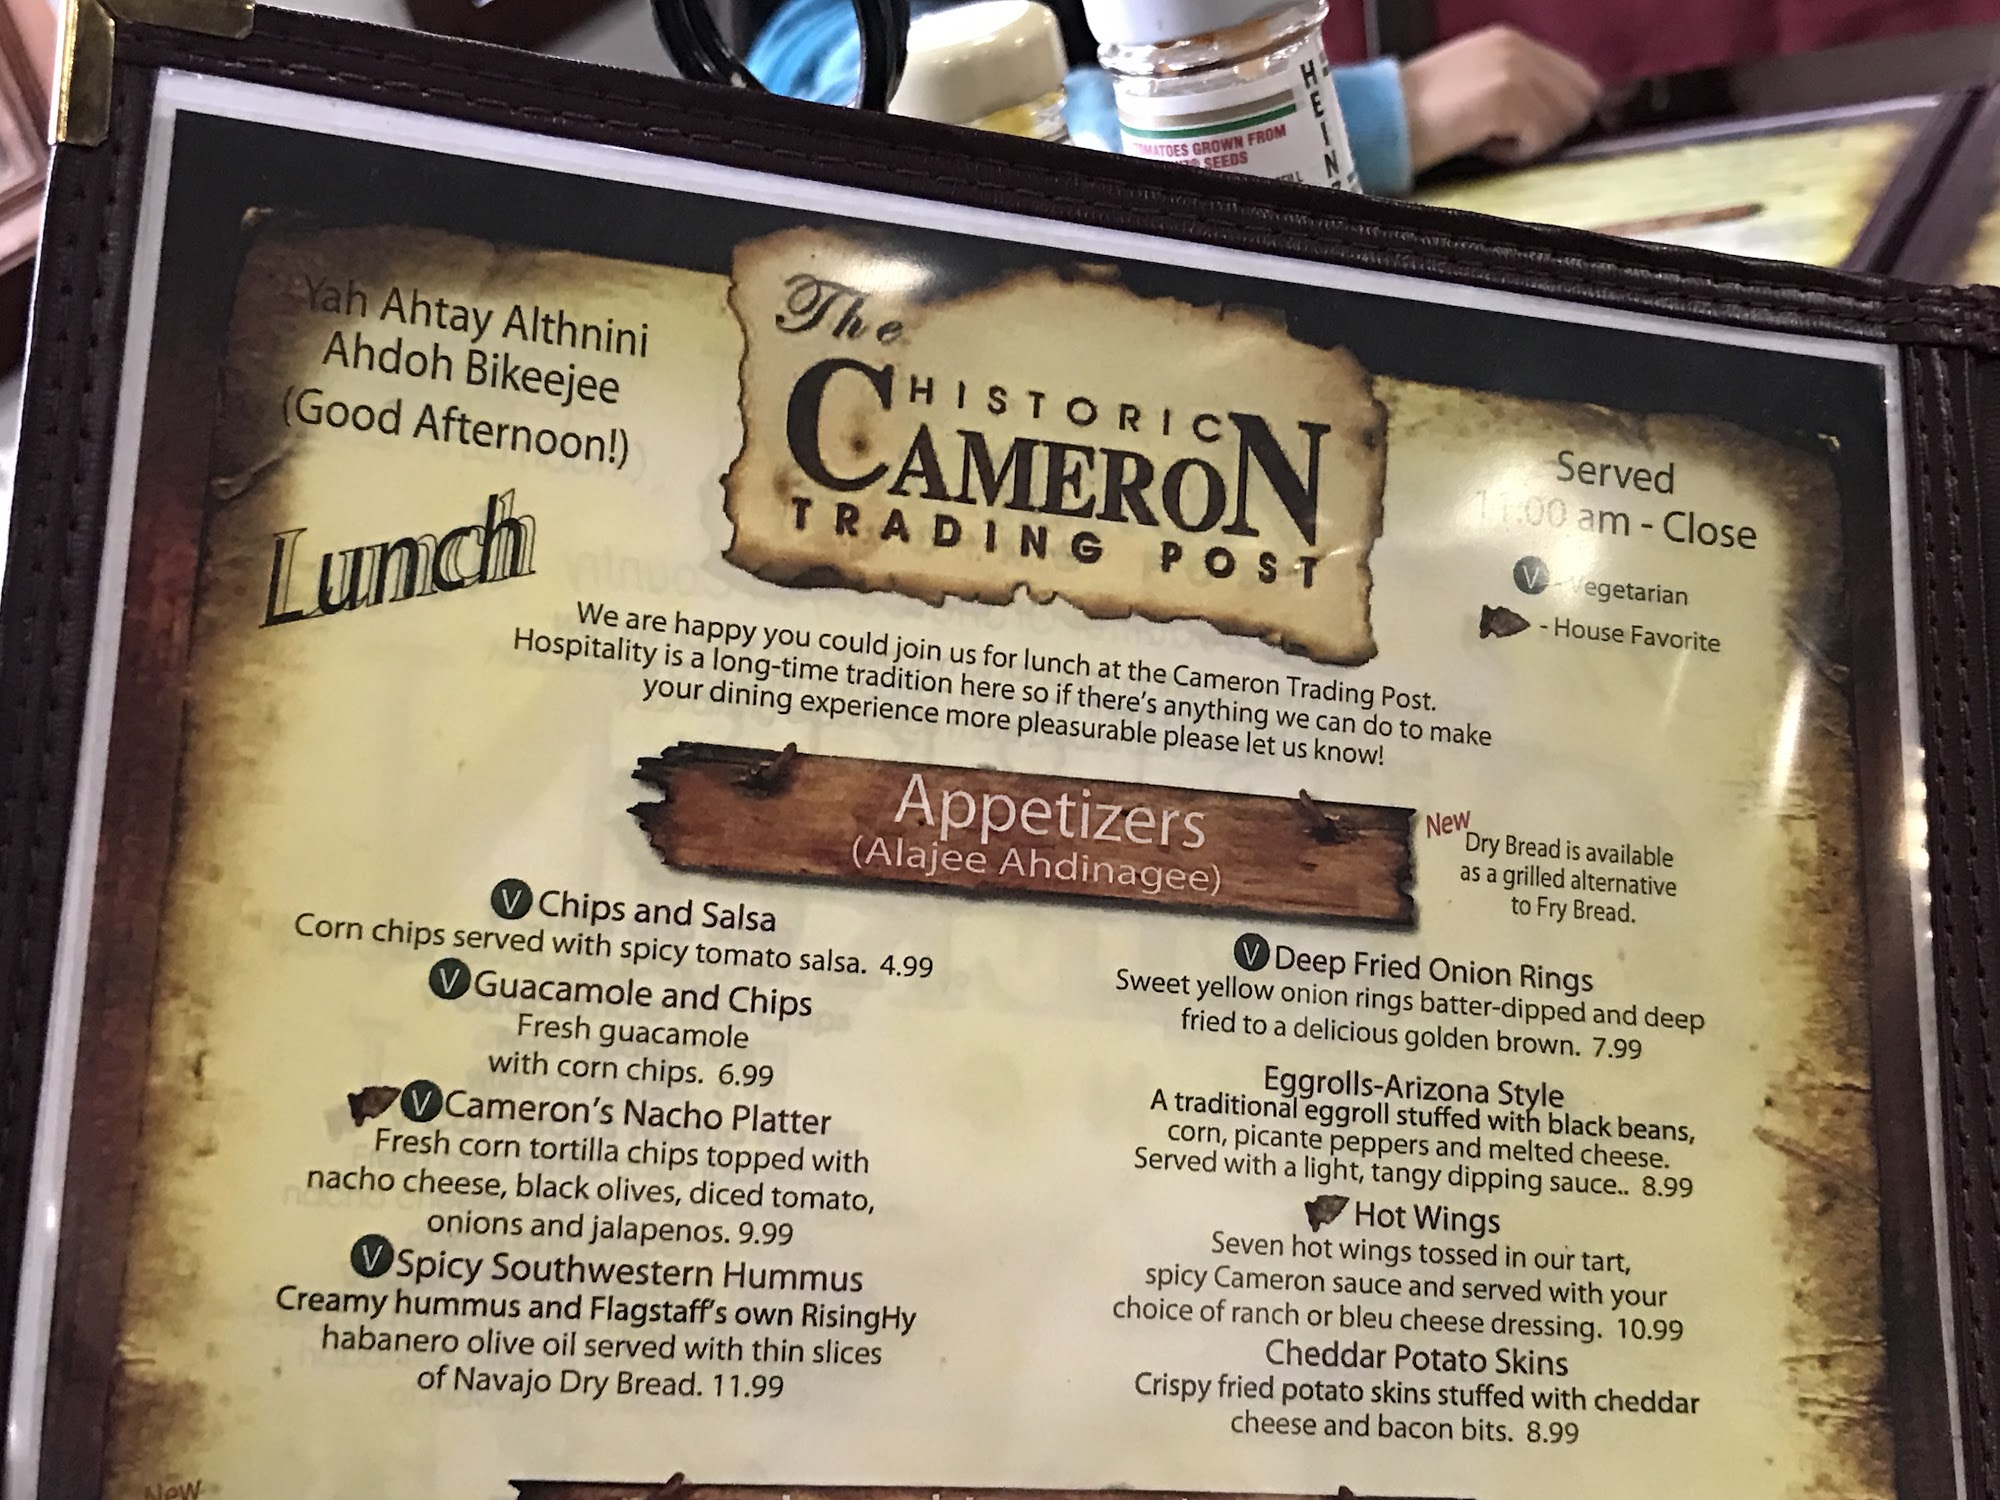 HEINZ
TOMATOES GROWN FROM
SEEDS
Yah Ahtay Althnini
Ahdoh Bikeejee
(Good Afternoon!)
Lunch
The
HISTORIC
CAMERON
TRADING POST
Served
11:00 am - Close
V - Vegetarian
- House Favorite
We are happy you could join us for lunch at the Cameron Trading Post.
Hospitality is a long-time tradition here so if there's anything we can do to make
your dining experience more pleasurable please let us know!
Appetizers
(Alajee Ahdinagee)
New
Dry Bread is available
as a grilled alternative
to Fry Bread.
V Chips and Salsa
Corn chips served with spicy tomato salsa. 4.99
V Guacamole and Chips
Fresh guacamole
with corn chips. 6.99
V Cameron's Nacho Platter
Fresh corn tortilla chips topped with
nacho cheese, black olives, diced tomato,
onions and jalapenos. 9.99
V Spicy Southwestern Hummus
Creamy hummus and Flagstaff's own RisingHy
habanero olive oil served with thin slices
of Navajo Dry Bread. 11.99
V Deep Fried Onion Rings
Sweet yellow onion rings batter-dipped and deep
fried to a delicious golden brown. 7.99
Eggrolls-Arizona Style
A traditional eggroll stuffed with black beans,
corn, picante peppers and melted cheese.
Served with a light, tangy dipping sauce.. 8.99
Hot Wings
Seven hot wings tossed in our tart,
spicy Cameron sauce and served with your
choice of ranch or bleu cheese dressing. 10.99
Cheddar Potato Skins
Crispy fried potato skins stuffed with cheddar
cheese and bacon bits. 8.99
New